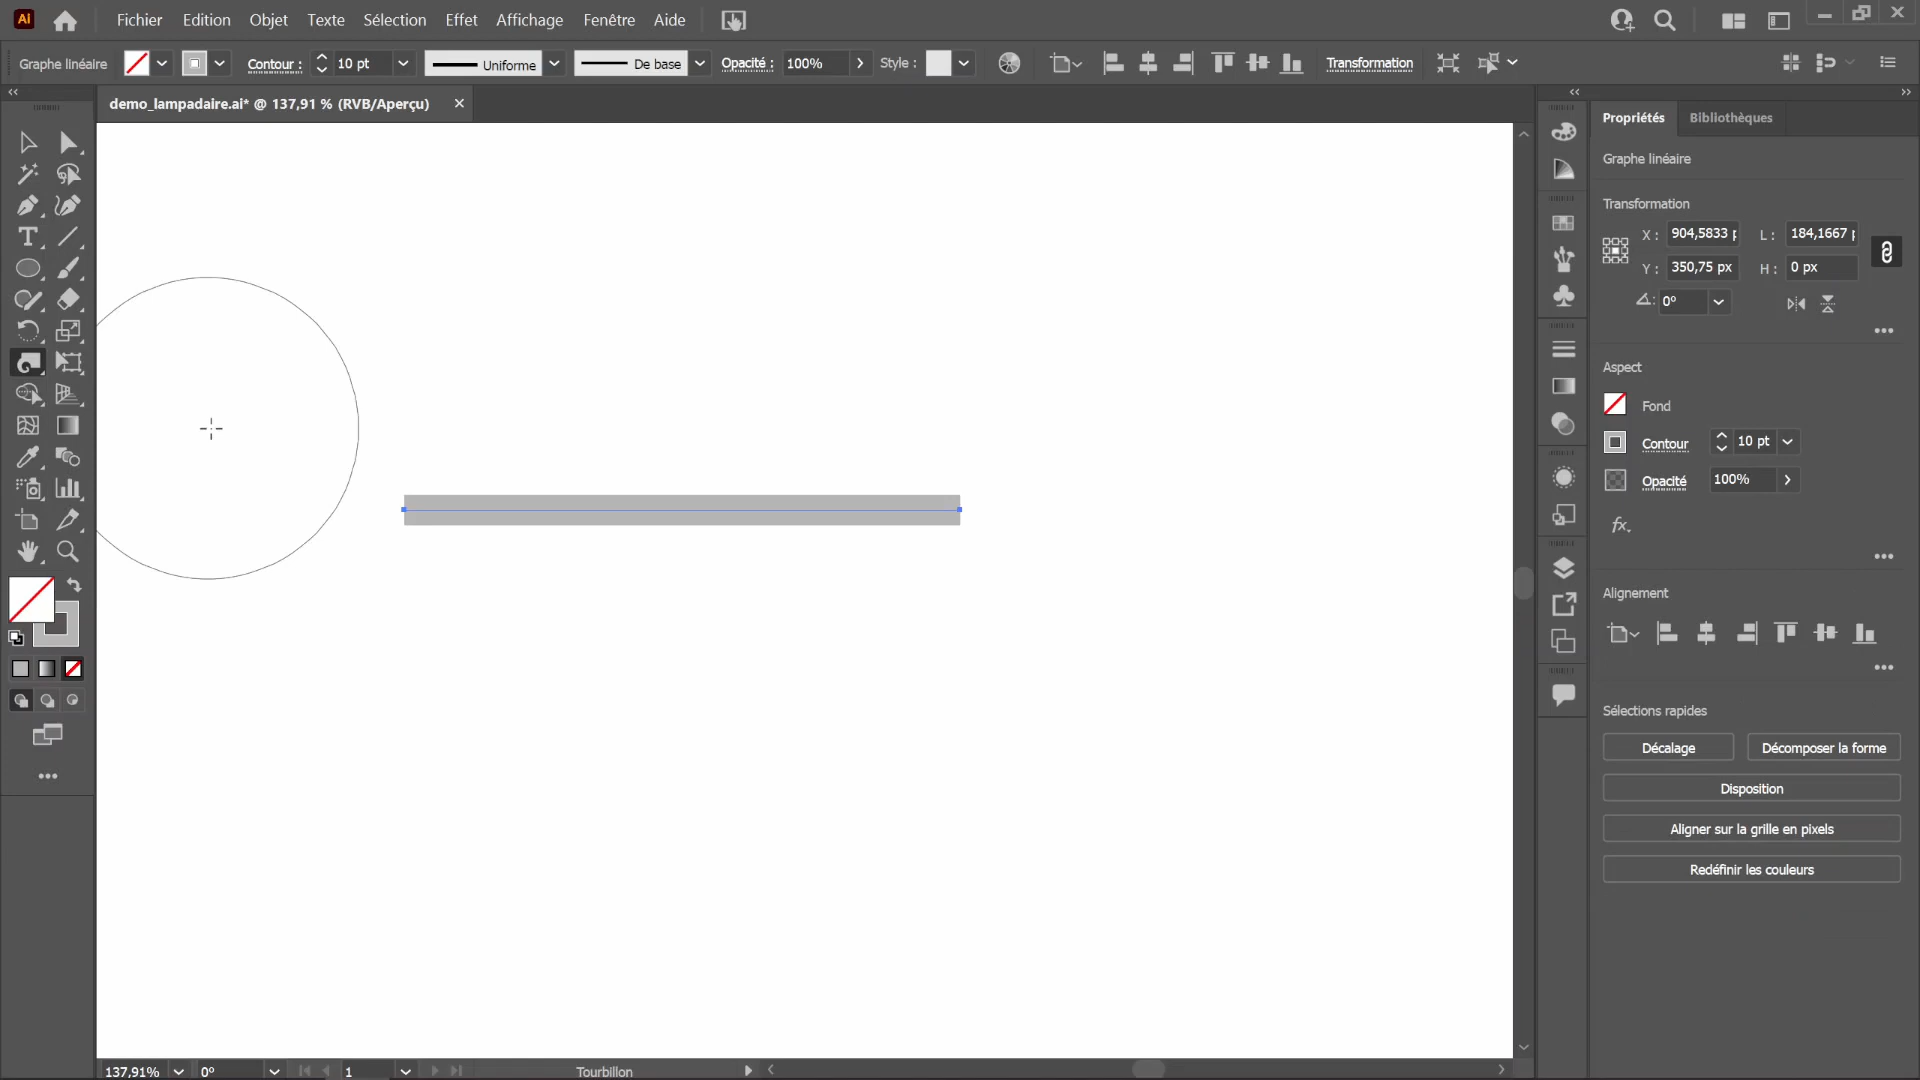 Ai
Fichier Edition Objet Texte Sélection Effet Affichage Fenêtre Aide
Graphe linéaire Contour : 10 pt Uniforme De base Opacité : 100% Style : Transformation
demo_lampadaire.ai* @ 137,91 % (RVB/Aperçu)
Propriétés Bibliothèques
Graphe linéaire
Transformation
X : 904,5833 L : 184,1667
Y : 350,75 px H : 0 px
0°
Aspect
Fond
Contour 10 pt
Opacité 100%
fx.
Alignement
Sélections rapides
Décalage Décomposer la forme
Disposition
Aligner sur la grille en pixels
Redéfinir les couleurs
137,91% 0° 1 Tourbillon